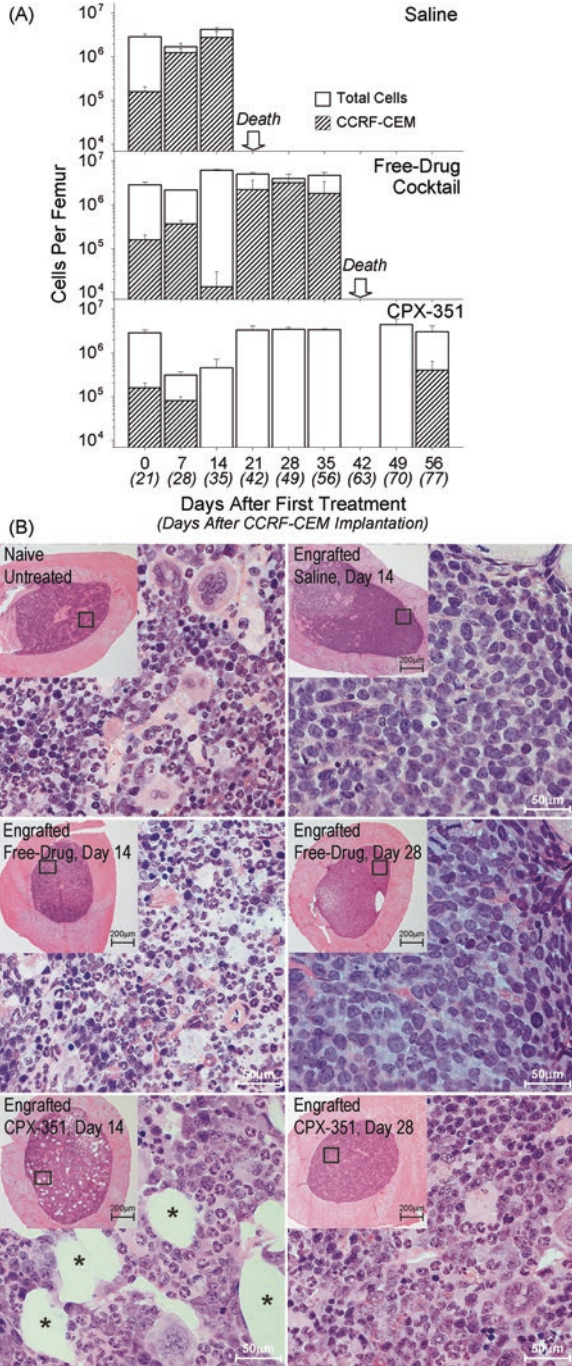 (A)
Saline
10⁷
10⁶
10⁵
10⁴
Total Cells
CCRF-CEM
Death
Free-Drug
Cocktail
10⁷
10⁶
10⁵
10⁴
Death
CPX-351
10⁷
10⁶
10⁵
10⁴
Cells Per Femur
0 7 14 21 28 35 42 49 56
(21) (28) (35) (42) (49) (56) (63) (70) (77)
Days After First Treatment
(Days After CCRF-CEM Implantation)
(B)
Naive
Untreated
Engrafted
Saline, Day 14
200µm
50µm
Engrafted
Free-Drug, Day 14
200µm
50µm
Engrafted
Free-Drug, Day 28
200µm
50µm
Engrafted
CPX-351, Day 14
200µm
*
*
*
*
50µm
Engrafted
CPX-351, Day 28
200µm
50µm